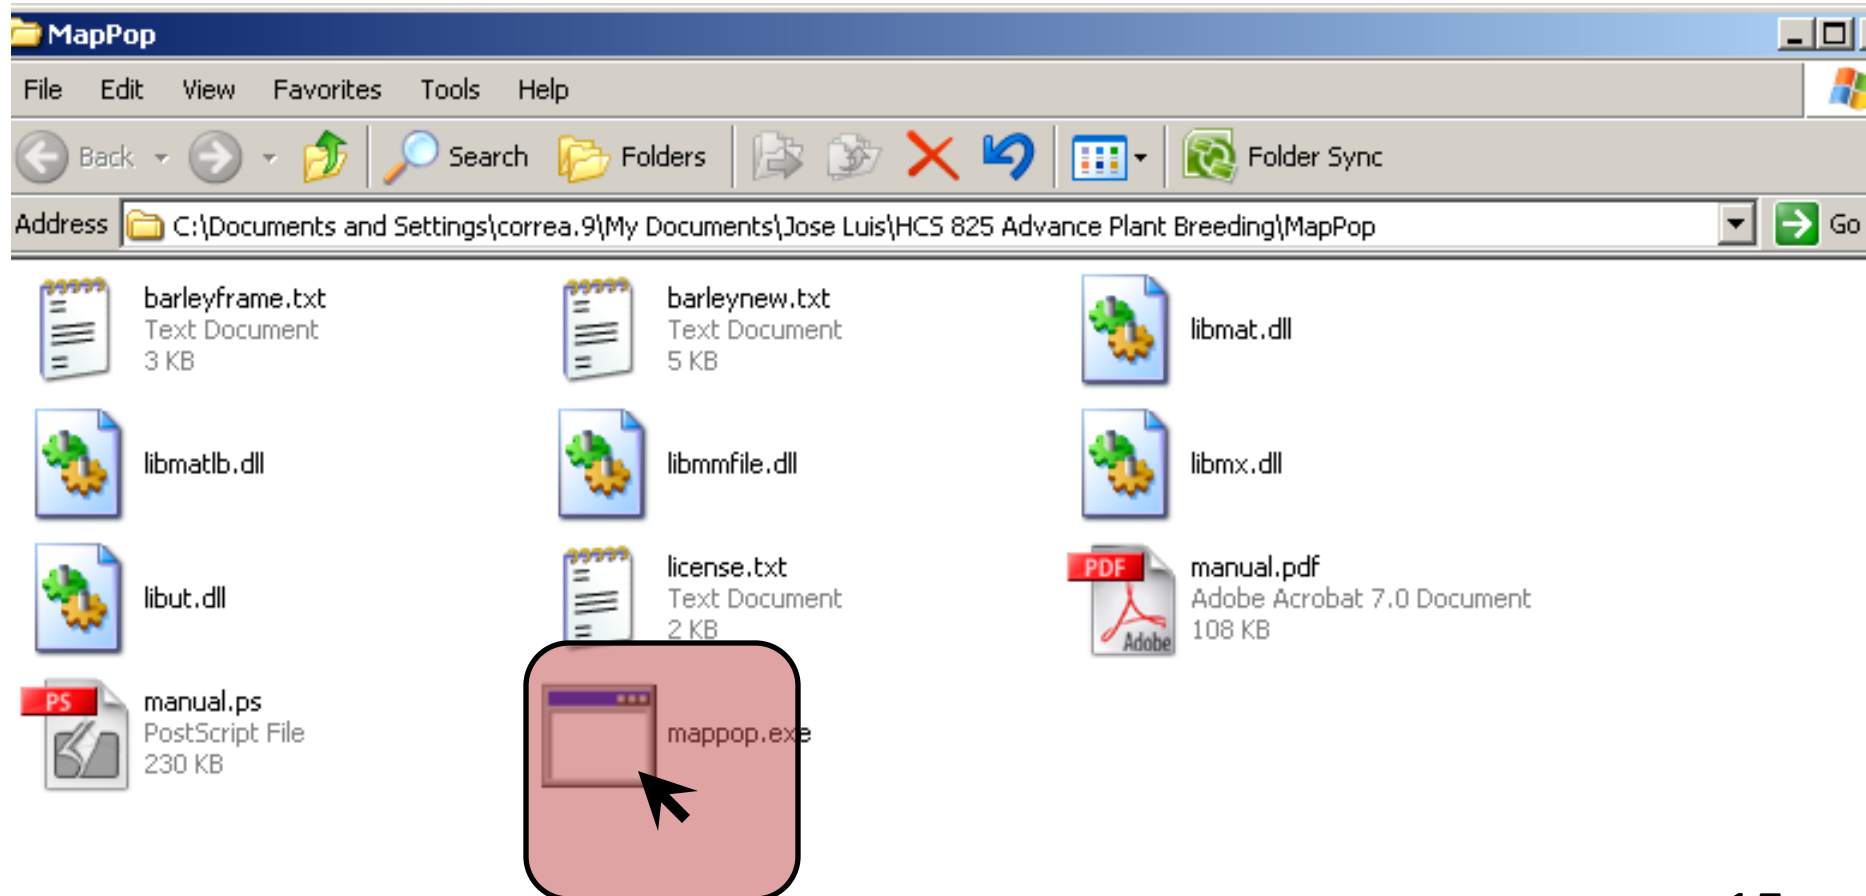 MapPop
File Edit View Favorites Tools Help
Back Search Folders Folder Sync
Address C:\Documents and Settings\correa.9\My Documents\Jose Luis\HCS 825 Advance Plant Breeding\MapPop Go
barleyframe.txt
Text Document
3 KB
barleynew.txt
Text Document
5 KB
libmat.dll
libmatlb.dll
libmmfile.dll
libmx.dll
libut.dll
license.txt
Text Document
2 KB
PDF
Adobe
manual.pdf
Adobe Acrobat 7.0 Document
108 KB
PS
manual.ps
PostScript File
230 KB
mappop.exe